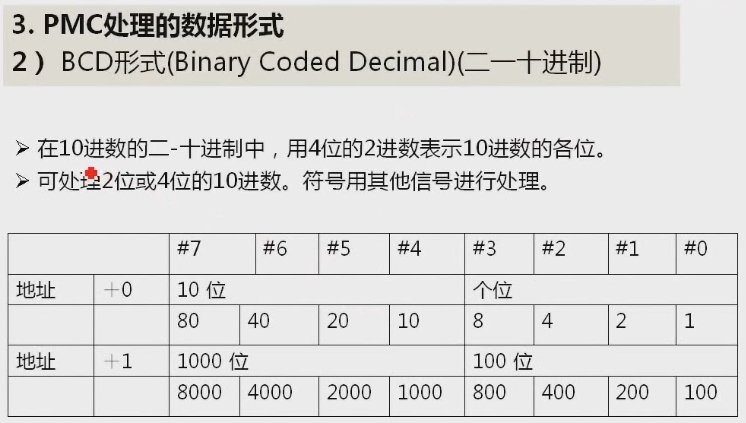 3. PMC处理的数据形式
2） BCD形式(Binary Coded Decimal)(二一十进制)
➢ 在10进数的二-十进制中，用4位的2进数表示10进数的各位。
➢ 可处理2位或4位的10进数。符号用其他信号进行处理。
#7 #6 #5 #4 #3 #2 #1 #0
地址 +0 10 位 个位
80 40 20 10 8 4 2 1
地址 +1 1000 位 100 位
8000 4000 2000 1000 800 400 200 100